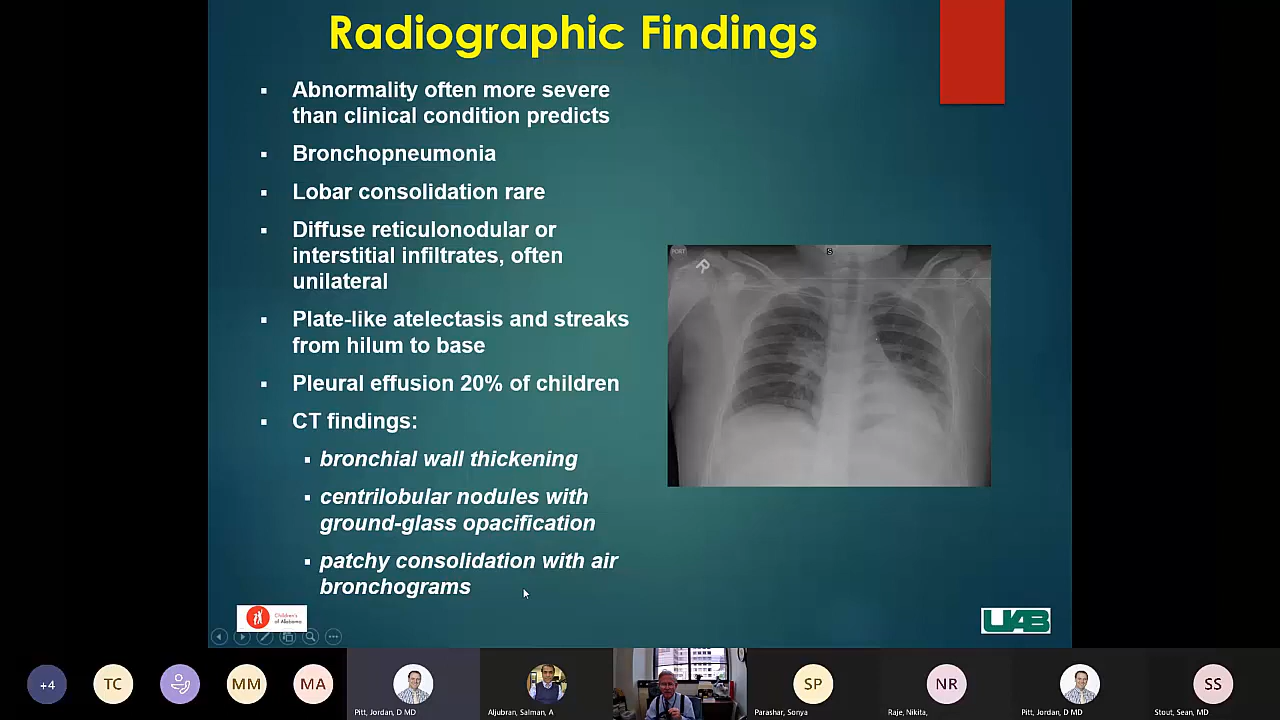 Radiographic Findings
Abnormality often more severe
than clinical condition predicts
Bronchopneumonia
Lobar consolidation rare
Diffuse reticulonodular or
interstitial infiltrates, often
unilateral
Plate-like atelectasis and streaks
from hilum to base
Pleural effusion 20% of children
CT findings:
bronchial wall thickening
centrilobular nodules with
ground-glass opacification
patchy consolidation with air
bronchograms
R
S
Children's
of Alabama
UAB
+4
TC
MM
MA
SP
NR
SS
Pitt, Jordan, D MD
Aljubran, Salman, A
Parashar, Sonya
Raje, Nikita,
Pitt, Jordan, D MD
Stout, Sean, MD